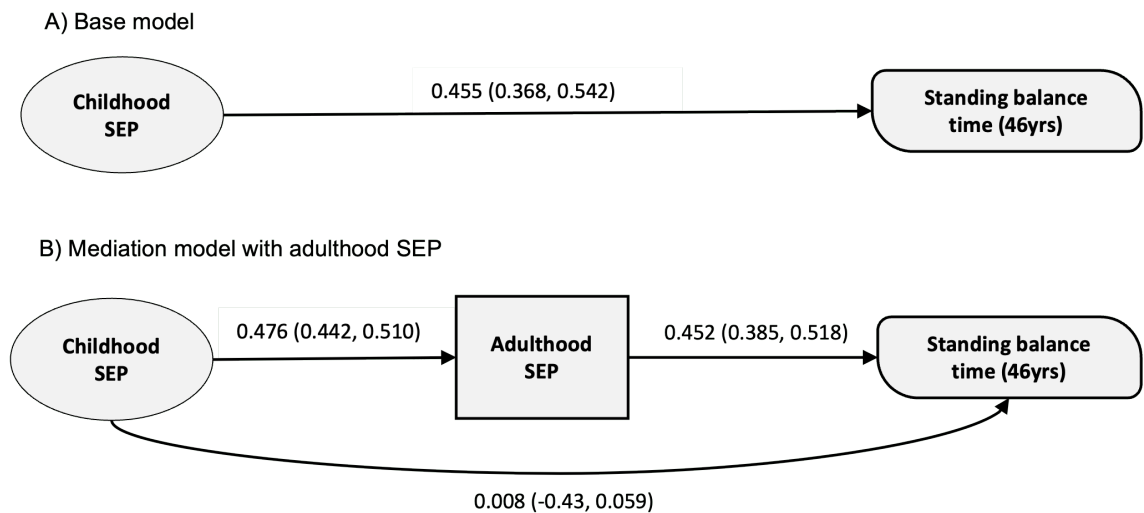 A) Base model
Childhood
SEP
0.455 (0.368, 0.542)
Standing balance
time (46yrs)
B) Mediation model with adulthood SEP
Childhood
SEP
0.476 (0.442, 0.510)
Adulthood
SEP
0.452 (0.385, 0.518)
Standing balance
time (46yrs)
0.008 (-0.43, 0.059)